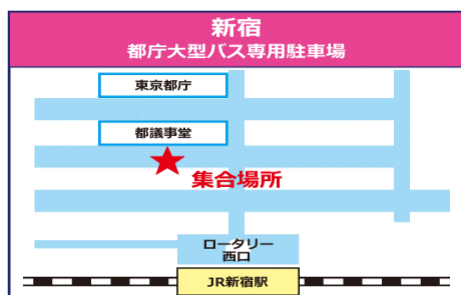 新宿
都庁大型バス専用駐車場
東京都庁
都議事堂
集合場所
ロータリー
西口
JR新宿駅